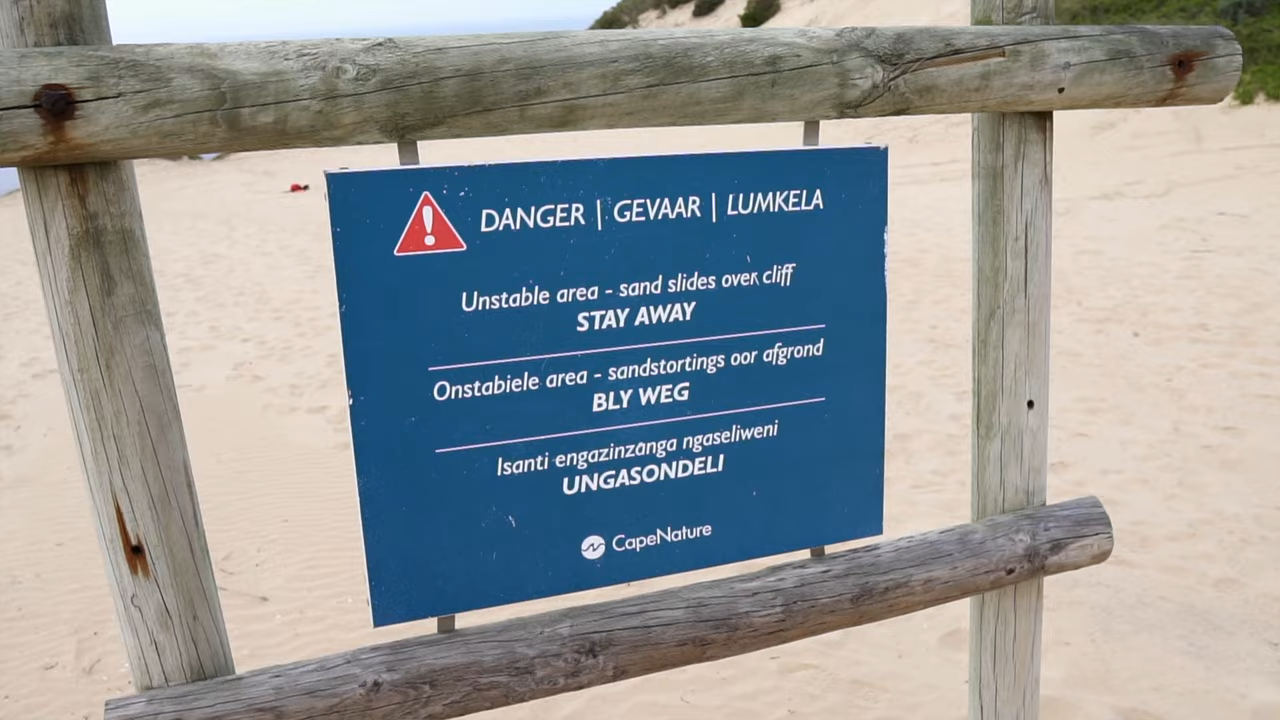 DANGER | GEVAAR | LUMKELA
Unstable area - sand slides over cliff
STAY AWAY
Onstabiele area - sandstortings oor afgrond
BLY WEG
Isanti engazinzanga ngaseliweni
UNGASONDELI
CapeNature